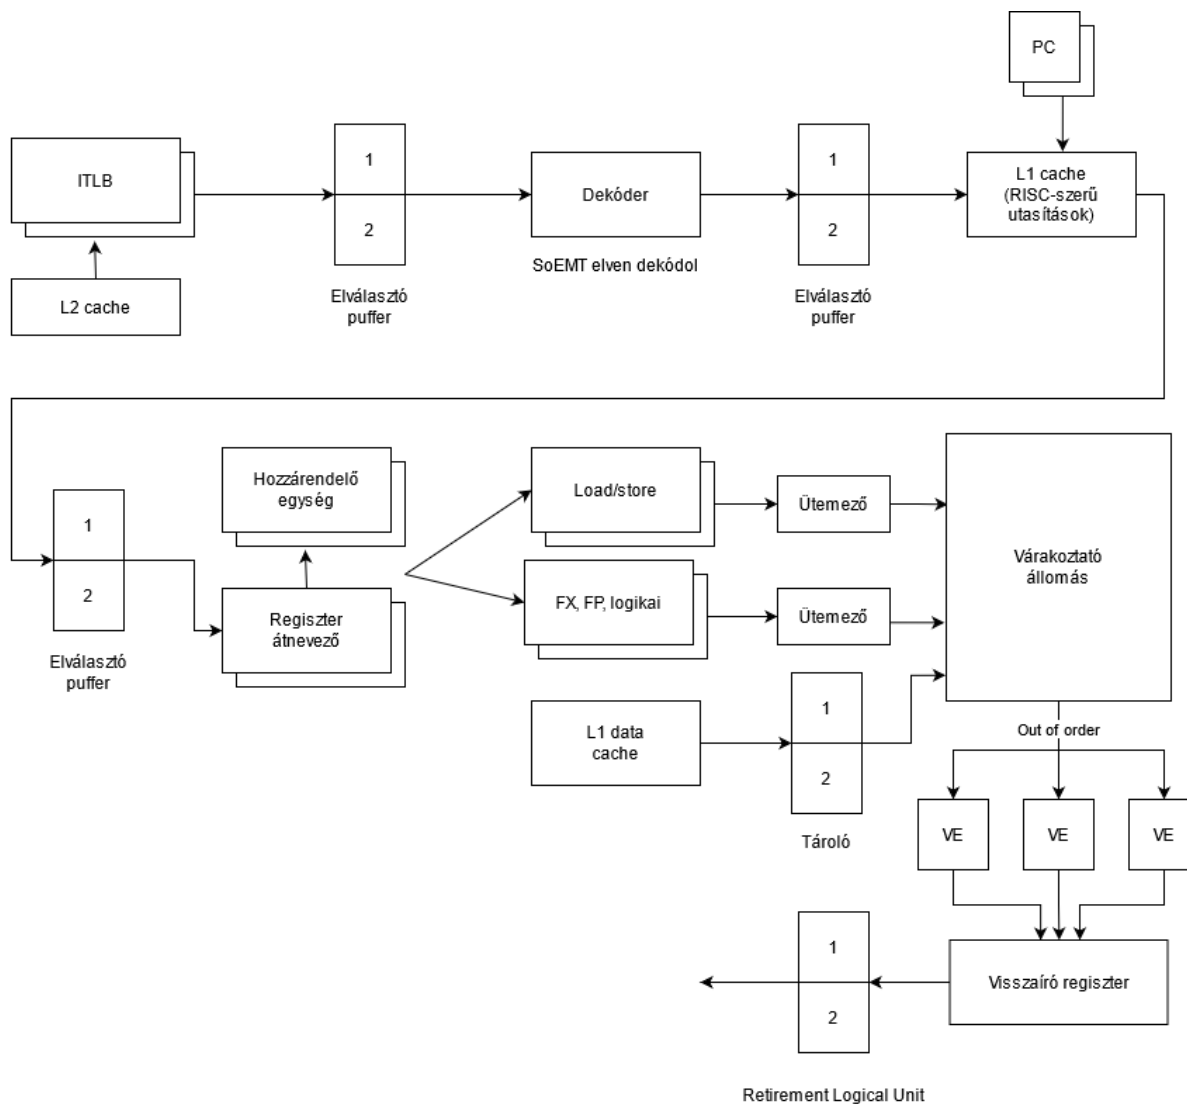 PC
ITLB
1
2
Dekóder
1
2
L1 cache
(RISC-szerű
utasítások)
SoEMT elven dekódol
L2 cache
Elválasztó
puffer
Elválasztó
puffer
Hozzárendelő
egység
Load/store
Ütemező
1
2
Várakoztató
állomás
Regiszter
átnevező
FX, FP, logikai
Ütemező
Elválasztó
puffer
L1 data
cache
1
2
Out of order
Tároló
VE
VE
VE
1
2
Visszaíró regiszter
Retirement Logical Unit